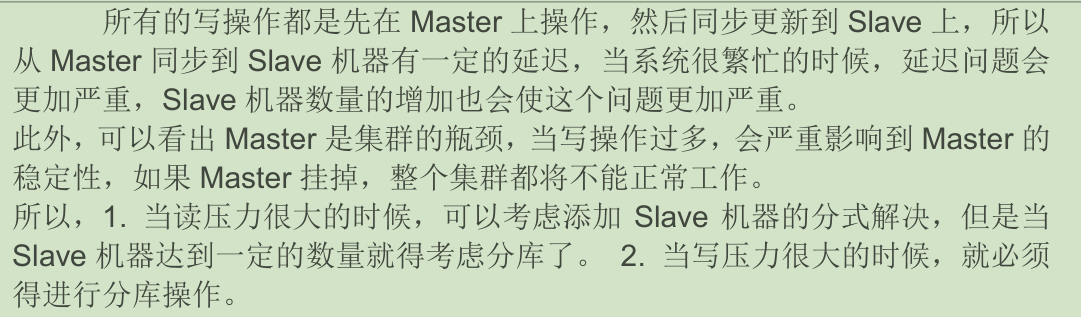 所有的写操作都是先在 Master 上操作，然后同步更新到 Slave 上，所以
从 Master 同步到 Slave 机器有一定的延迟，当系统很繁忙的时候，延迟问题会
更加严重，Slave 机器数量的增加也会使这个问题更加严重。
此外，可以看出 Master 是集群的瓶颈，当写操作过多，会严重影响到 Master 的
稳定性，如果 Master 挂掉，整个集群都将不能正常工作。
所以，1. 当读压力很大的时候，可以考虑添加 Slave 机器的分式解决，但是当
Slave 机器达到一定的数量就得考虑分库了。 2. 当写压力很大的时候，就必须
得进行分库操作。